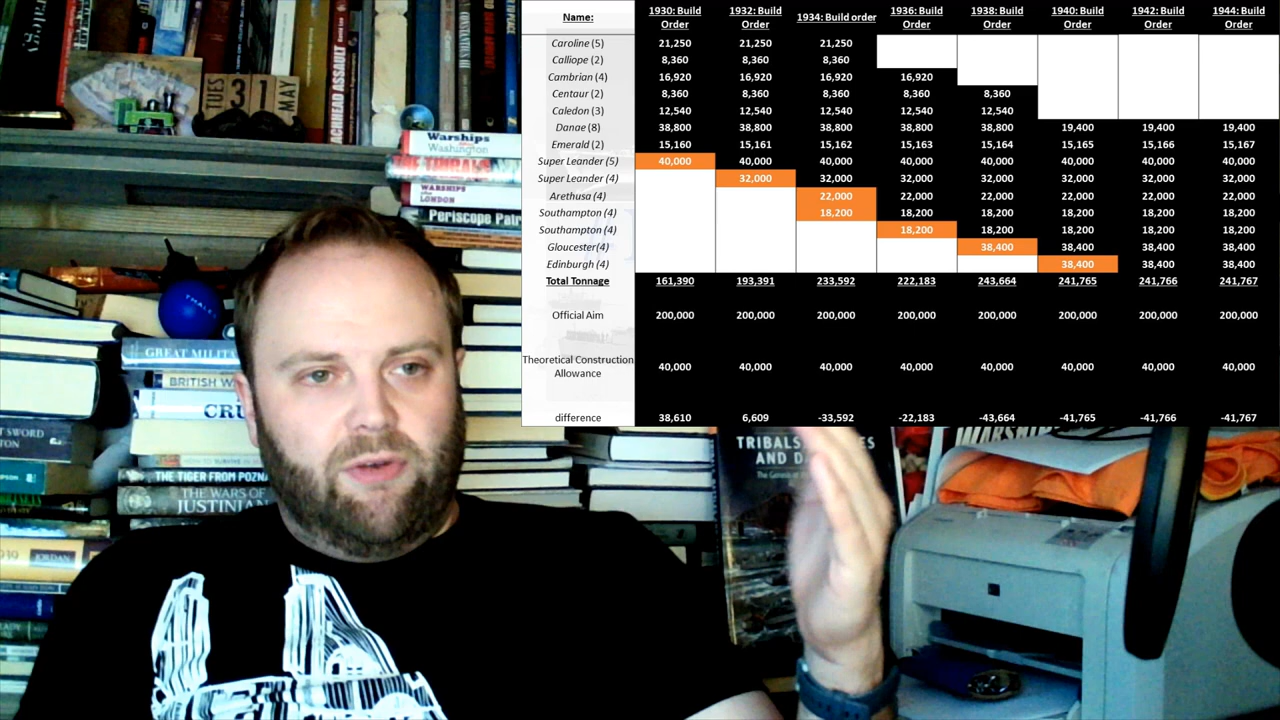 Name: 1930: Build Order 1932: Build Order 1934: Build order 1936: Build Order 1938: Build Order 1940: Build Order 1942: Build Order 1944: Build Order
Caroline (5) 21,250 21,250 21,250
Calliope (2) 8,360 8,360 8,360
Cambrian (4) 16,920 16,920 16,920 16,920
Centaur (2) 8,360 8,360 8,360 8,360 8,360
Caledon (3) 12,540 12,540 12,540 12,540 12,540
Danae (8) 38,800 38,800 38,800 38,800 38,800 19,400 19,400 19,400
Emerald (2) 15,160 15,161 15,162 15,163 15,164 15,165 15,166 15,167
Super Leander (5) 40,000 40,000 40,000 40,000 40,000 40,000 40,000 40,000
Super Leander (4) 32,000 32,000 32,000 32,000 32,000 32,000 32,000
Arethusa (4) 22,000 22,000 22,000 22,000 22,000 22,000
Southampton (4) 18,200 18,200 18,200 18,200 18,200 18,200
Southampton (4) 18,200 18,200 18,200 18,200 18,200
Gloucester(4) 38,400 38,400 38,400 38,400
Edinburgh (4) 38,400 38,400 38,400
Total Tonnage 161,390 193,391 233,592 222,183 243,664 241,765 241,766 241,767
Official Aim 200,000 200,000 200,000 200,000 200,000 200,000 200,000 200,000
Theoretical Construction Allowance 40,000 40,000 40,000 40,000 40,000 40,000 40,000 40,000
difference 38,610 6,609 -33,592 -22,183 -43,664 -41,765 -41,766 -41,767
TUES 31 MAY
ACHHEAD ASSAULT
Warships
Washington
WARSHIPS
LONDON
Periscope Patr
THALES
GREAT MILIT
BRITISH W
CRU
T SWORD
THE TIGER FROM POZNA
THE WARS OF
JUSTINIAN
JORDAN
TRIBALS
AND D